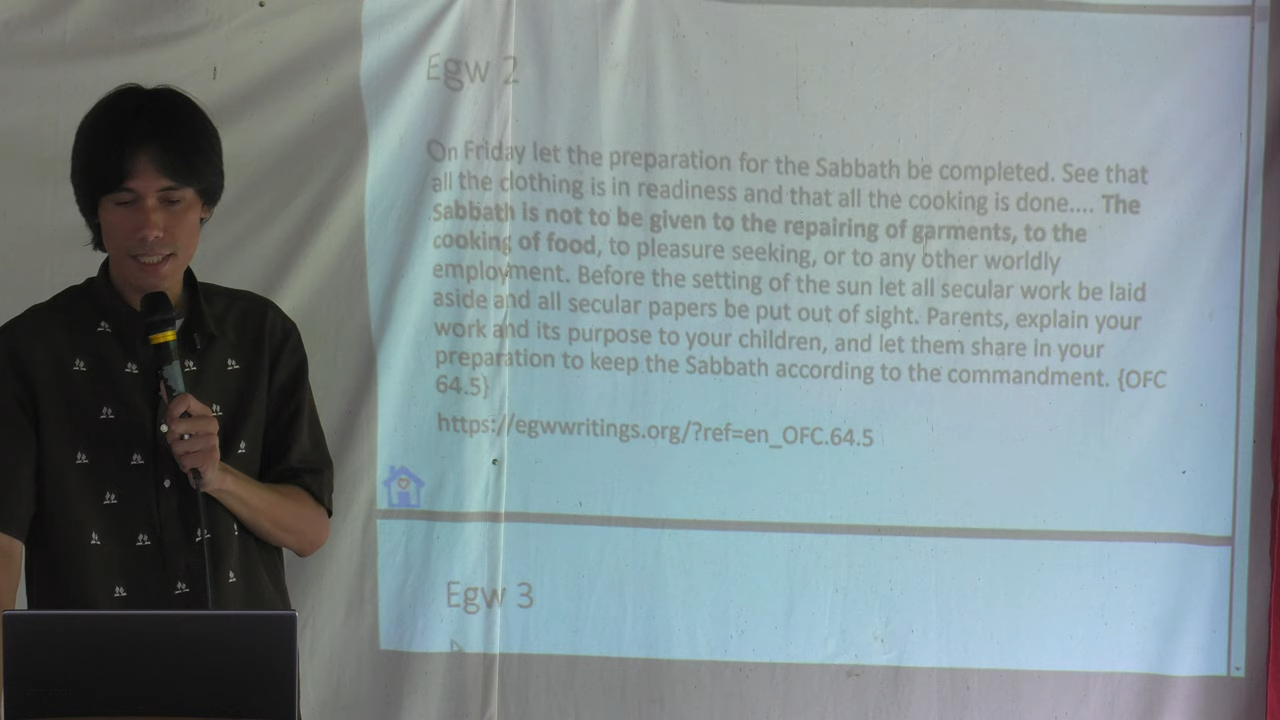 Egw 2
On Friday let the preparation for the Sabbath be completed. See that
all the clothing is in readiness and that all the cooking is done.... The
Sabbath is not to be given to the repairing of garments, to the
cooking of food, to pleasure seeking, or to any other worldly
employment. Before the setting of the sun let all secular work be laid
aside and all secular papers be put out of sight. Parents, explain your
work and its purpose to your children, and let them share in your
preparation to keep the Sabbath according to the commandment. {OFC
64.5}
https://egwwritings.org/?ref=en_OFC.64.5
Egw 3